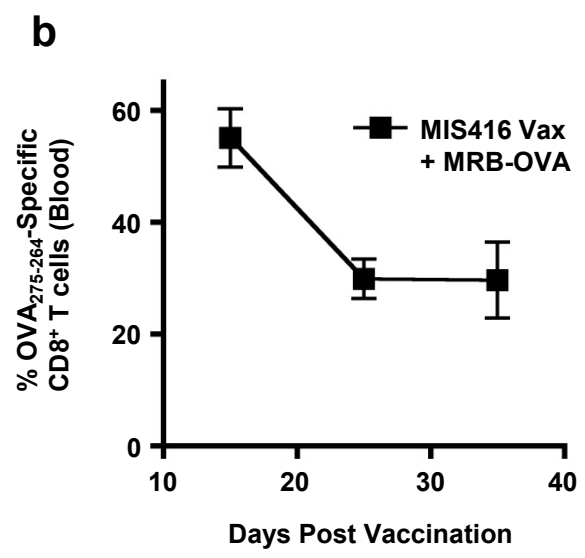 b
% OVA275-264-Specific
CD8+ T cells (Blood)
60
40
20
0
10 20 30 40
Days Post Vaccination
MIS416 Vax
+ MRB-OVA